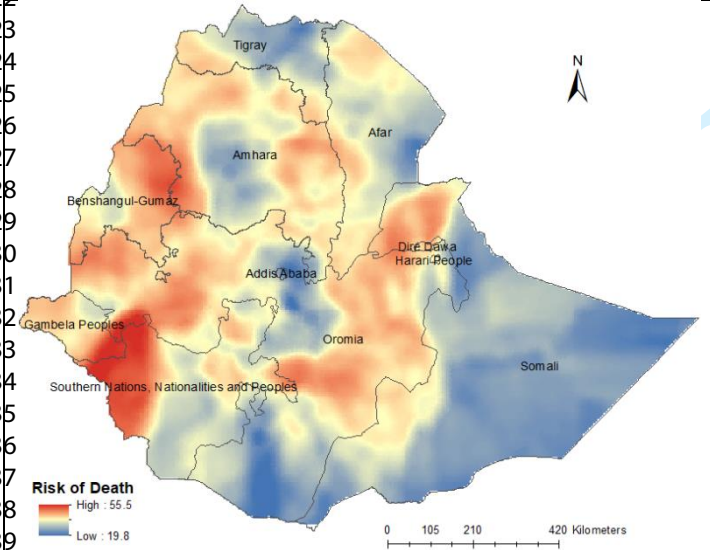 Tigray
Afar
Amhara
Benshangul-Gumaz
Dire Dawa
Harari People
Addis Ababa
Gambela Peoples
Oromia
Somali
Southern Nations, Nationalities and Peoples
N
Risk of Death
High : 55.5
Low : 19.8
0 105 210 420 Kilometers